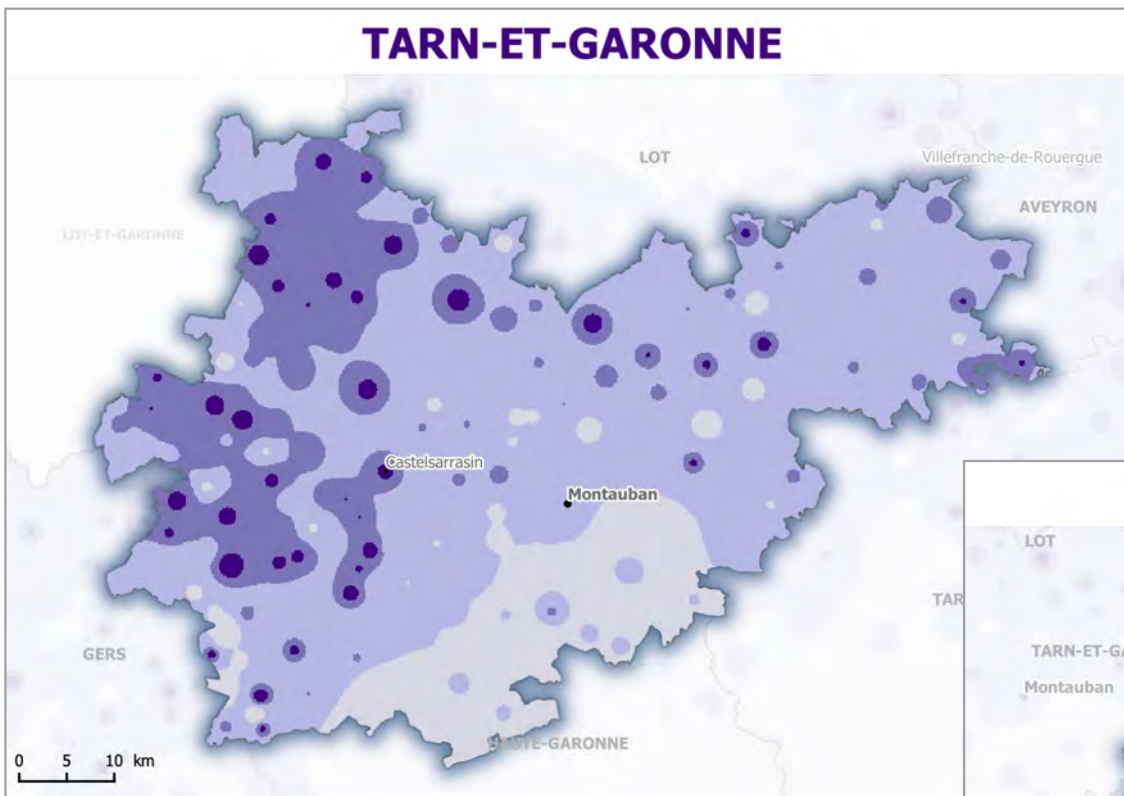 TARN-ET-GARONNE
LOT
Villefranche-de-Rouergue
AVEYRON
LOT-ET-GARONNE
Castelsarrasin
Montauban
LOT
TAR
GERS
TARN-ET-GA
Montauban
HAUTE-GARONNE
0 5 10 km